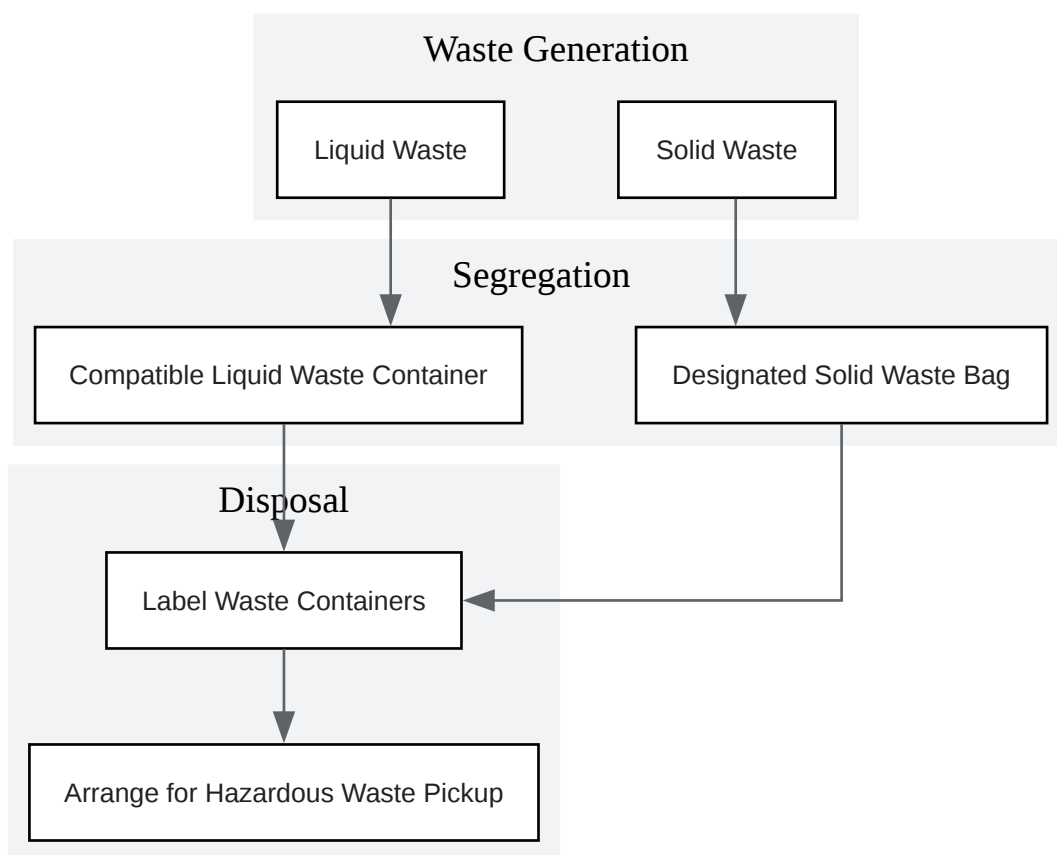 Waste Generation
Liquid Waste
Solid Waste
Segregation
Compatible Liquid Waste Container
Designated Solid Waste Bag
Disposal
Label Waste Containers
Arrange for Hazardous Waste Pickup